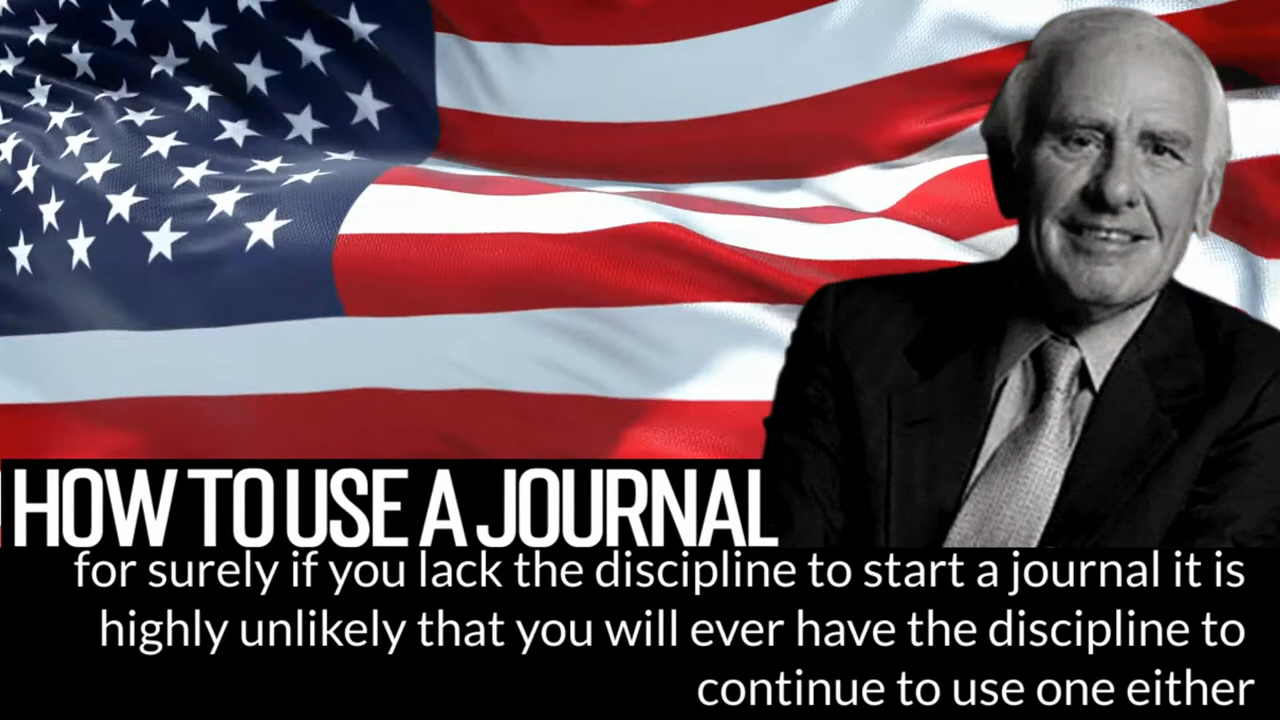 HOW TO USE A JOURNAL
for surely if you lack the discipline to start a journal it is
highly unlikely that you will ever have the discipline to
continue to use one either